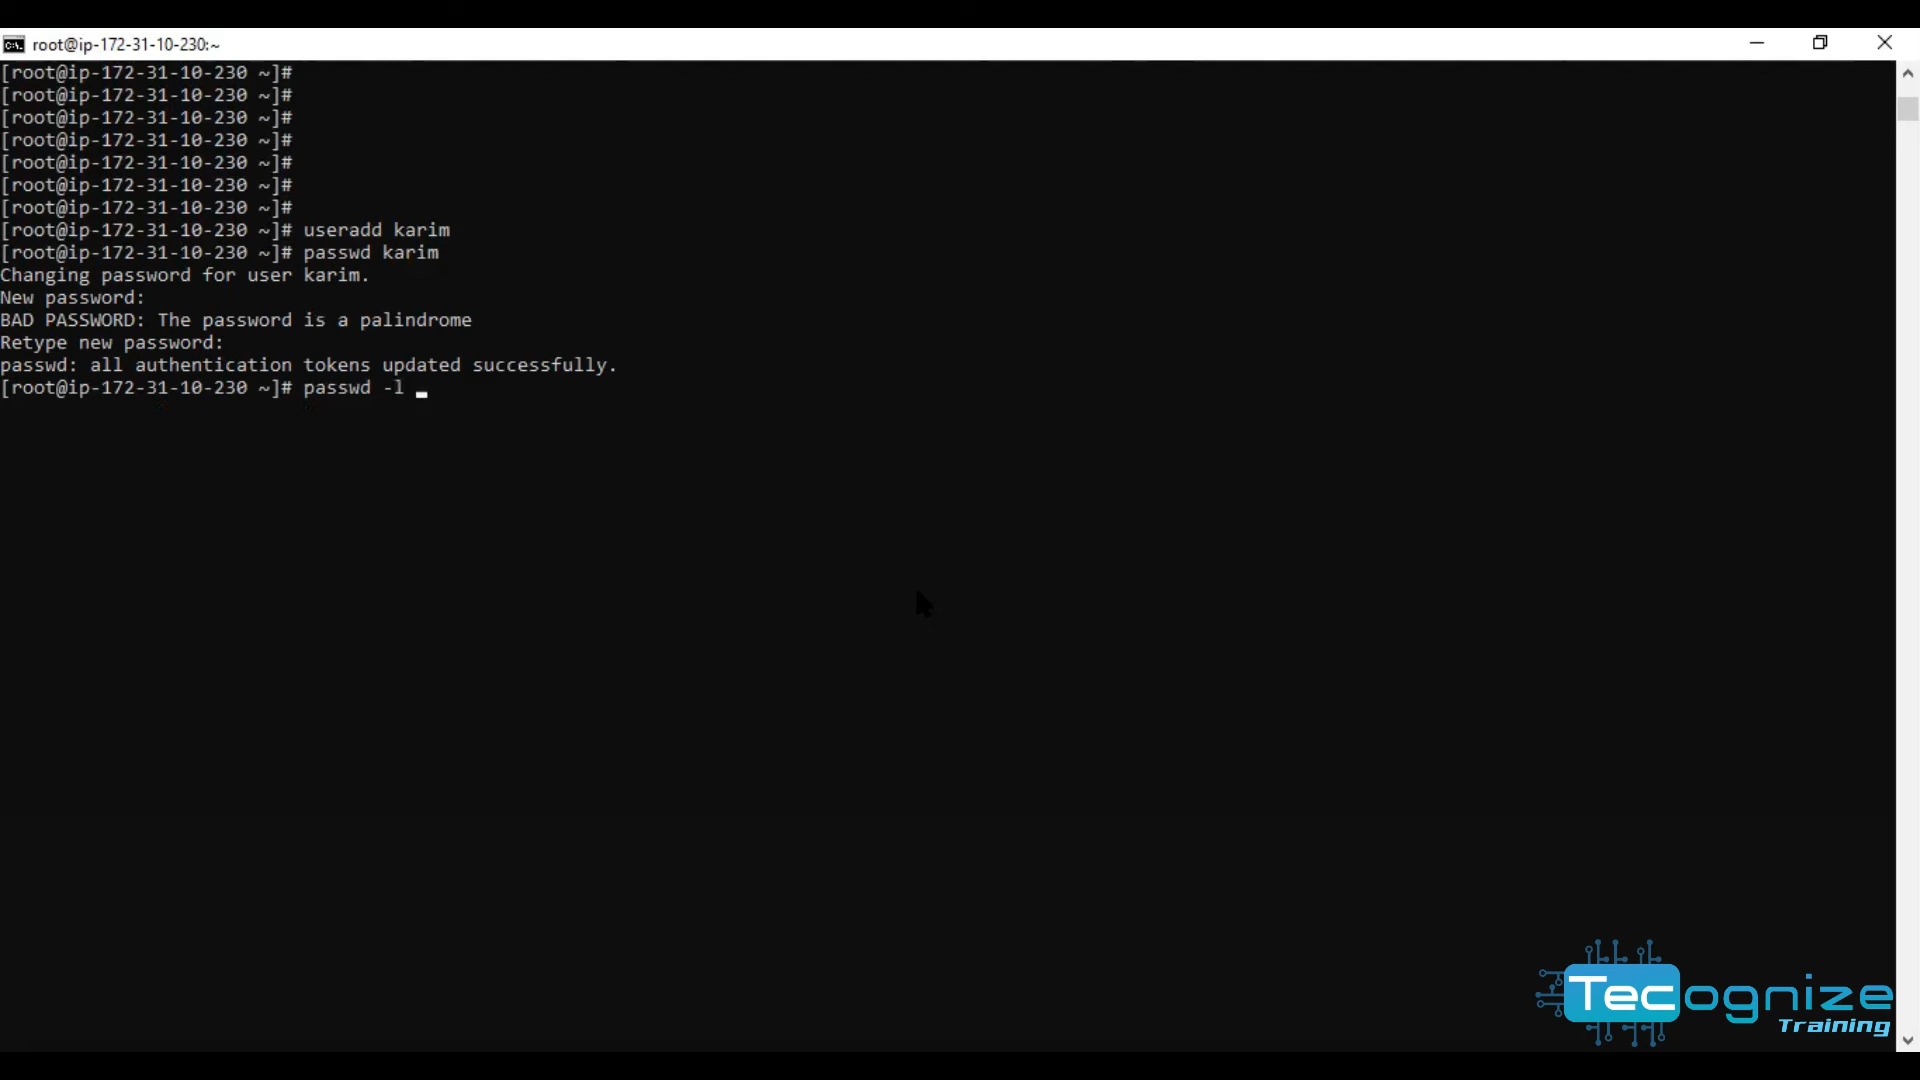 root@ip-172-31-10-230:~
[root@ip-172-31-10-230 ~]#
[root@ip-172-31-10-230 ~]#
[root@ip-172-31-10-230 ~]#
[root@ip-172-31-10-230 ~]#
[root@ip-172-31-10-230 ~]#
[root@ip-172-31-10-230 ~]#
[root@ip-172-31-10-230 ~]#
[root@ip-172-31-10-230 ~]# useradd karim
[root@ip-172-31-10-230 ~]# passwd karim
Changing password for user karim.
New password:
BAD PASSWORD: The password is a palindrome
Retype new password:
passwd: all authentication tokens updated successfully.
[root@ip-172-31-10-230 ~]# passwd -l
Tecognize
Training